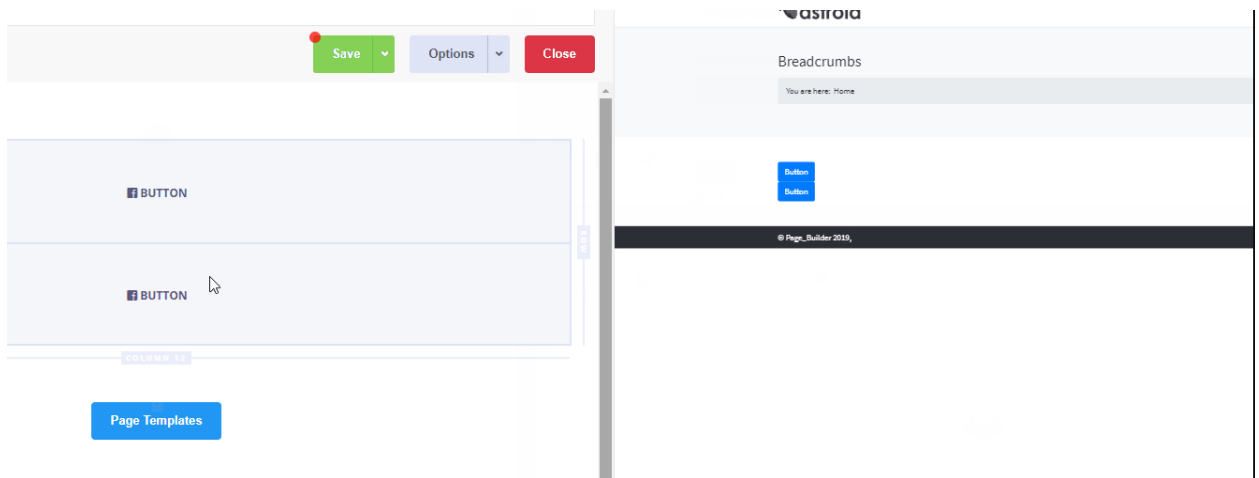 Save
Options
Close
BUTTON
BUTTON
COLUMN 12
ROW
Page Templates
astroid
Breadcrumbs
You are here: Home
Button
Button
© Page_Builder 2019,